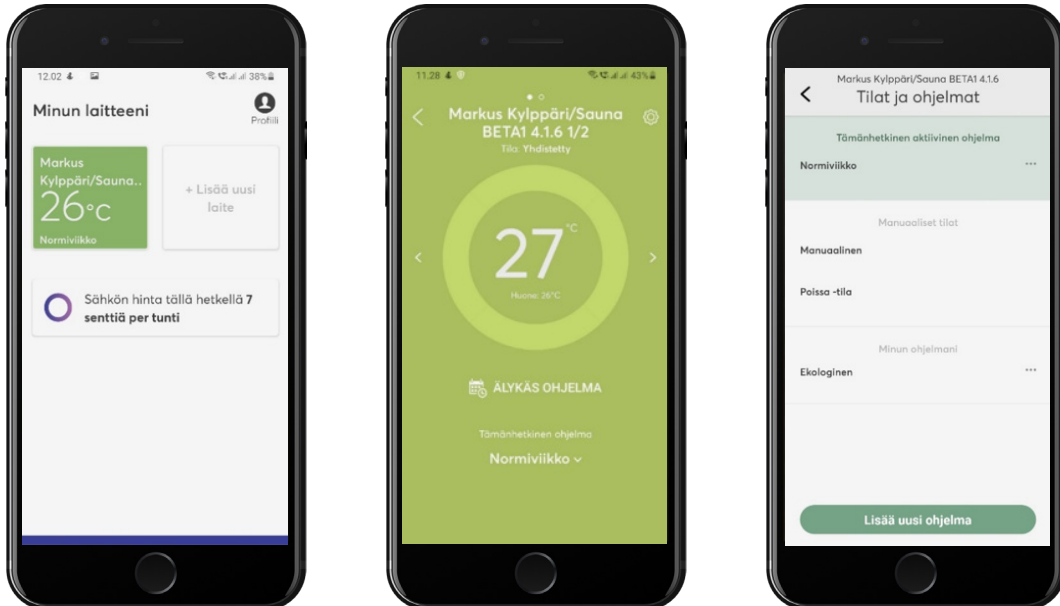 12.02
38%
Minun laitteeni
Profiili
Markus
Kylppäri/Sauna..
26°C
Normiviikko
+ Lisää uusi
laite
Sähkön hinta tällä hetkellä 7
senttiä per tunti
11.28
43%
Markus Kylppäri/Sauna
BETA1 4.1.6 1/2
Tila: Yhdistetty
27°C
Huone: 26°C
ÄLYKÄS OHJELMA
Tämänhetkinen ohjelma
Normiviikko
Markus Kylppäri/Sauna BETA1 4.1.6
Tilat ja ohjelmat
Tämänhetkinen aktiivinen ohjelma
Normiviikko
Manuaaliset tilat
Manuaalinen
Poissa -tila
Minun ohjelmani
Ekologinen
Lisää uusi ohjelma